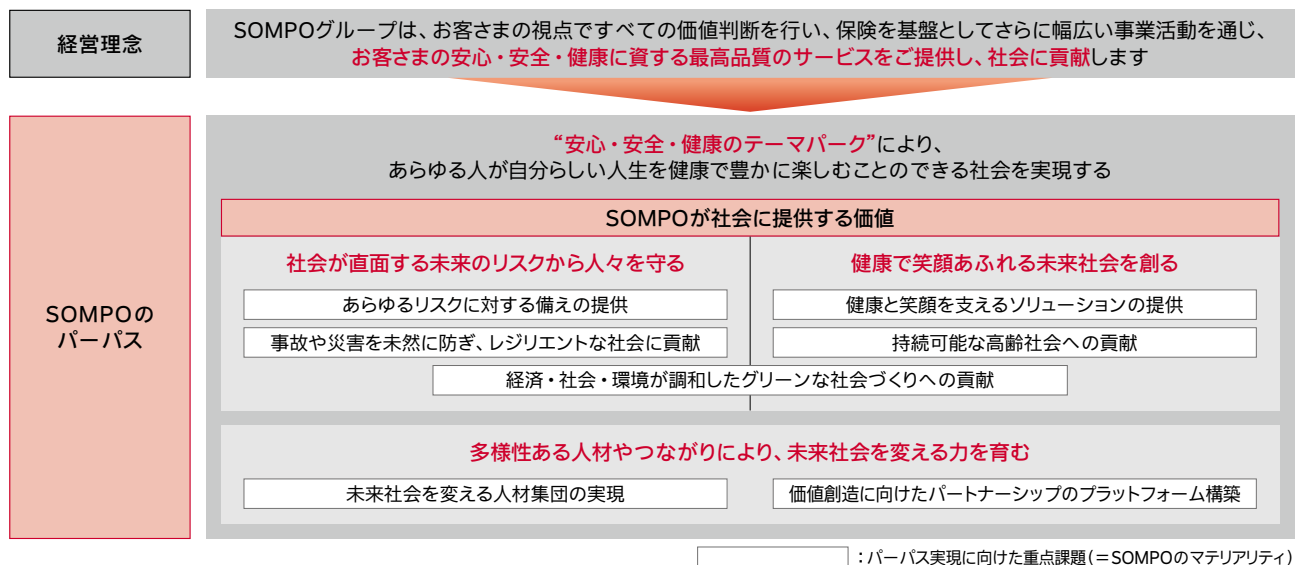 経営理念
SOMPOグループは、お客さまの視点ですべての価値判断を行い、保険を基盤としてさらに幅広い事業活動を通じ、
お客さまの安心・安全・健康に資する最高品質のサービスをご提供し、社会に貢献します
SOMPOの
パーパス
“安心・安全・健康のテーマパーク”により、
あらゆる人が自分らしい人生を健康で豊かに楽しむことのできる社会を実現する
SOMPOが社会に提供する価値
社会が直面する未来のリスクから人々を守る
あらゆるリスクに対する備えの提供
事故や災害を未然に防ぎ、レジリエントな社会に貢献
健康で笑顔あふれる未来社会を創る
健康と笑顔を支えるソリューションの提供
持続可能な高齢社会への貢献
経済・社会・環境が調和したグリーンな社会づくりへの貢献
多様性ある人材やつながりにより、未来社会を変える力を育む
未来社会を変える人材集団の実現
価値創造に向けたパートナーシップのプラットフォーム構築
：パーパス実現に向けた重点課題（＝SOMPOのマテリアリティ）